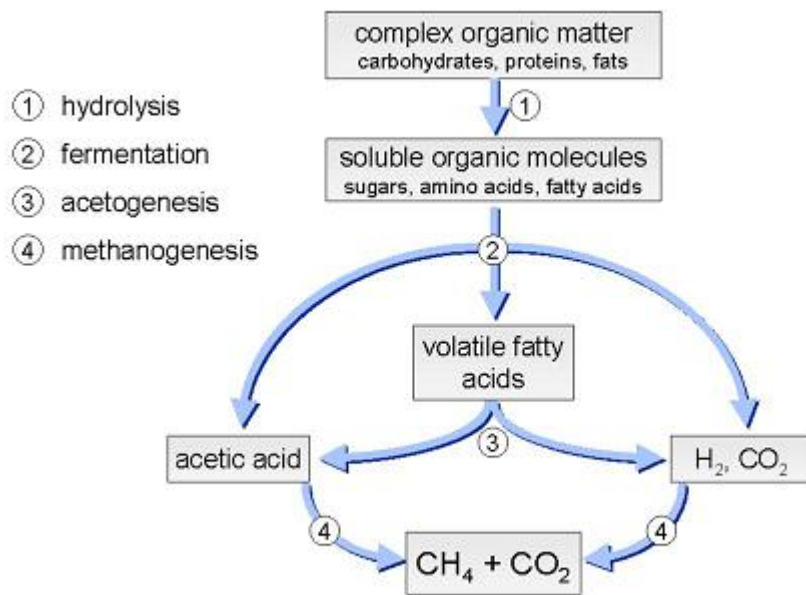 complex organic matter
carbohydrates, proteins, fats
① hydrolysis
① 
② fermentation
soluble organic molecules
sugars, amino acids, fatty acids
③ acetogenesis
④ methanogenesis
②
volatile fatty
acids
③
acetic acid
H₂, CO₂
④
④
CH₄ + CO₂